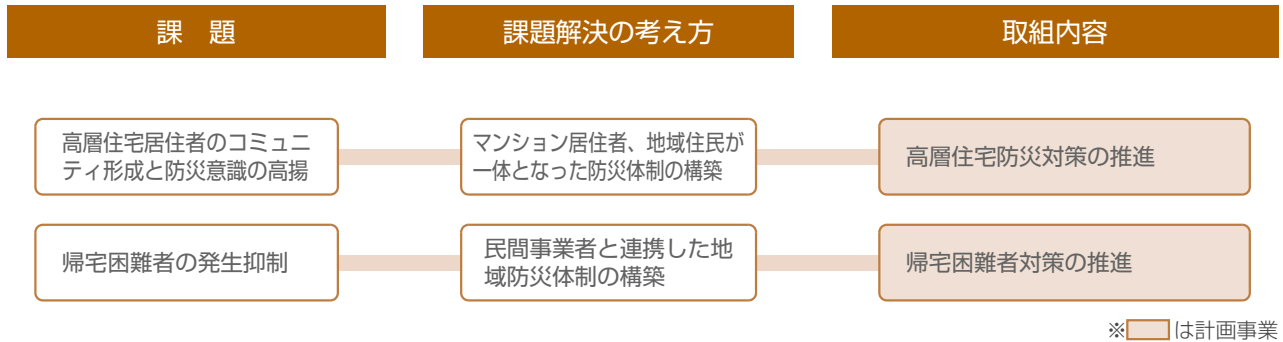 課　題
課題解決の考え方
取組内容
高層住宅居住者のコミュニ
ティ形成と防災意識の高揚
マンション居住者、地域住民が
一体となった防災体制の構築
高層住宅防災対策の推進
帰宅困難者の発生抑制
民間事業者と連携した地
域防災体制の構築
帰宅困難者対策の推進
※　　は計画事業